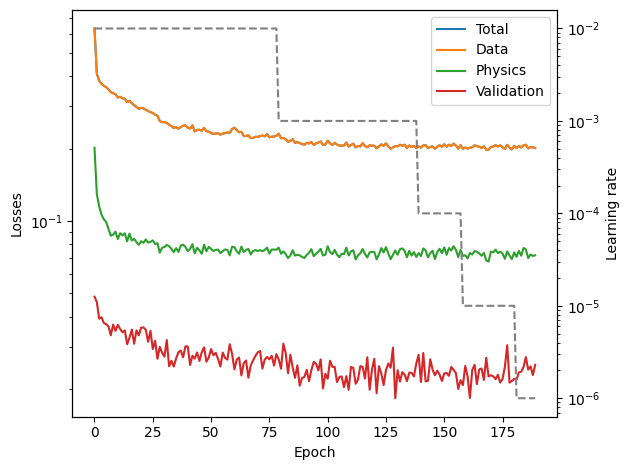 Total
Data
Physics
Validation
Losses
10⁻¹
10⁻²
10⁻³
10⁻⁴
10⁻⁵
10⁻⁶
Learning rate
0 25 50 75 100 125 150 175
Epoch